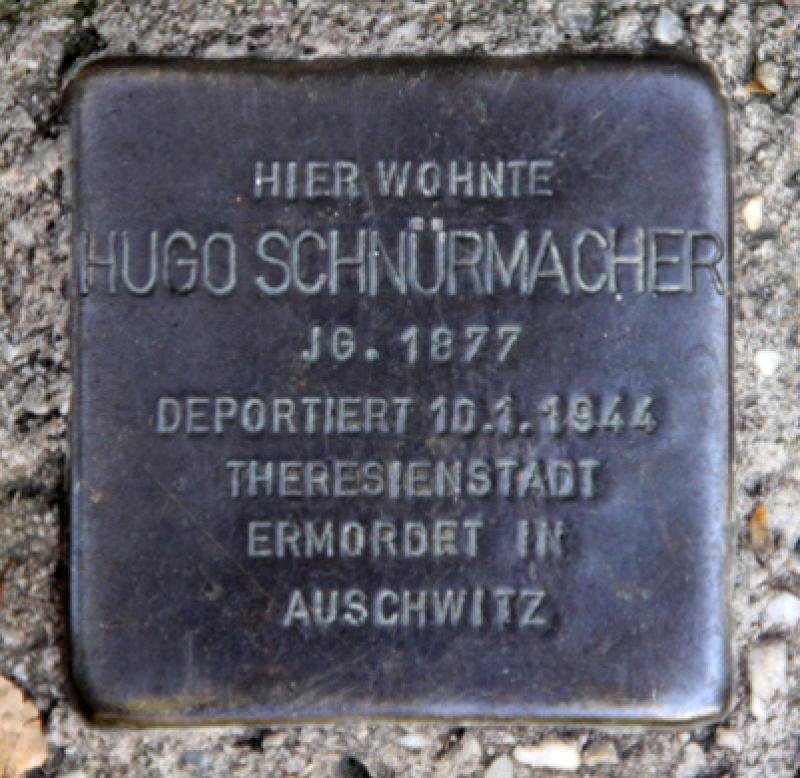 HIER WOHNTE
HUGO SCHNÜRMACHER
JG. 1877
DEPORTIERT 10.1.1944
THERESIENSTADT
ERMORDET IN
AUSCHWITZ